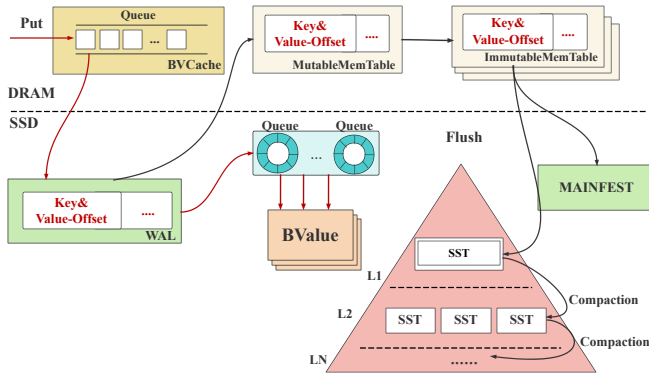 Put
Queue
...
BVCache
Key&
Value-Offset
....
MutableMemTable
Key&
Value-Offset
....
ImmutableMemTable
DRAM
SSD
Queue
Queue
...
Flush
MAINFEST
Key&
Value-Offset
....
WAL
BValue
SST
L1
Compaction
L2
SST
SST
SST
Compaction
LN
......